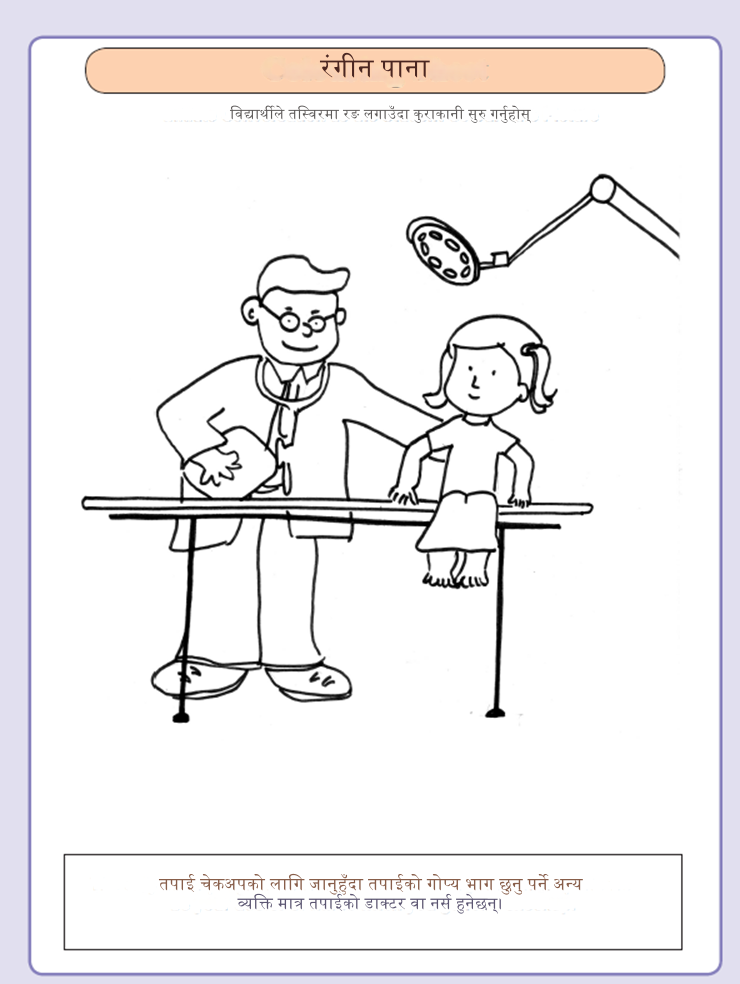 रंगीन पाना
विद्यार्थीले तस्विरमा रङ लगाउँदा कुराकानी सुरु गर्नुहोस्
तपाई चेकअपको लागि जानुहुँदा तपाईको गोप्य भाग छुनु पर्ने अन्य
व्यक्ति मात्र तपाईको डाक्टर वा नर्स हुनेछन्।